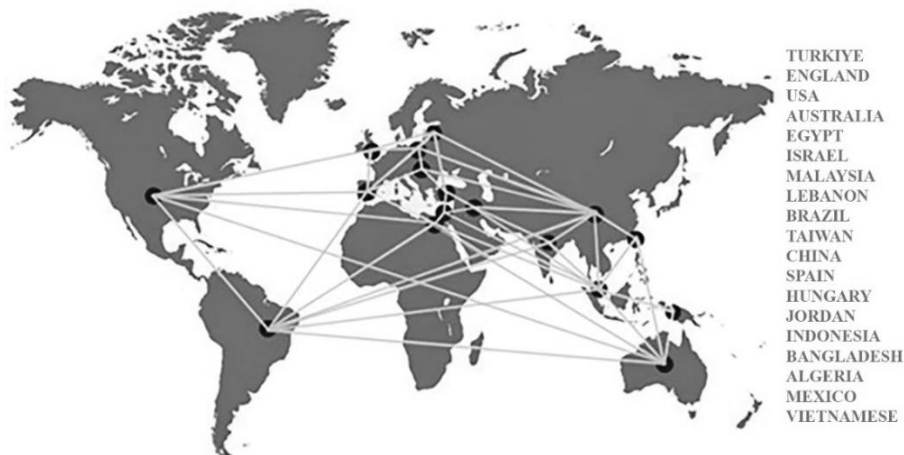 TURKIYE
ENGLAND
USA
AUSTRALIA
EGYPT
ISRAEL
MALAYSIA
LEBANON
BRAZIL
TAIWAN
CHINA
SPAIN
HUNGARY
JORDAN
INDONESIA
BANGLADESH
ALGERIA
MEXICO
VIETNAMESE